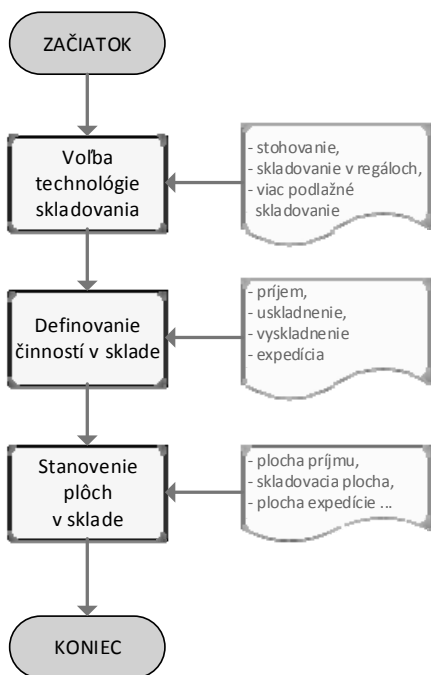 ZAČIATOK
Voľba
technológie
skladovania
- stohovanie,
- skladovanie v regáloch,
- viac podlažné
skladovanie
Definovanie
činností v sklade
- príjem,
- uskladnenie,
- vyskladnenie
- expedícia
Stanovenie
plôch
v sklade
- plocha príjmu,
- skladovacia plocha,
- plocha expedície ...
KONIEC